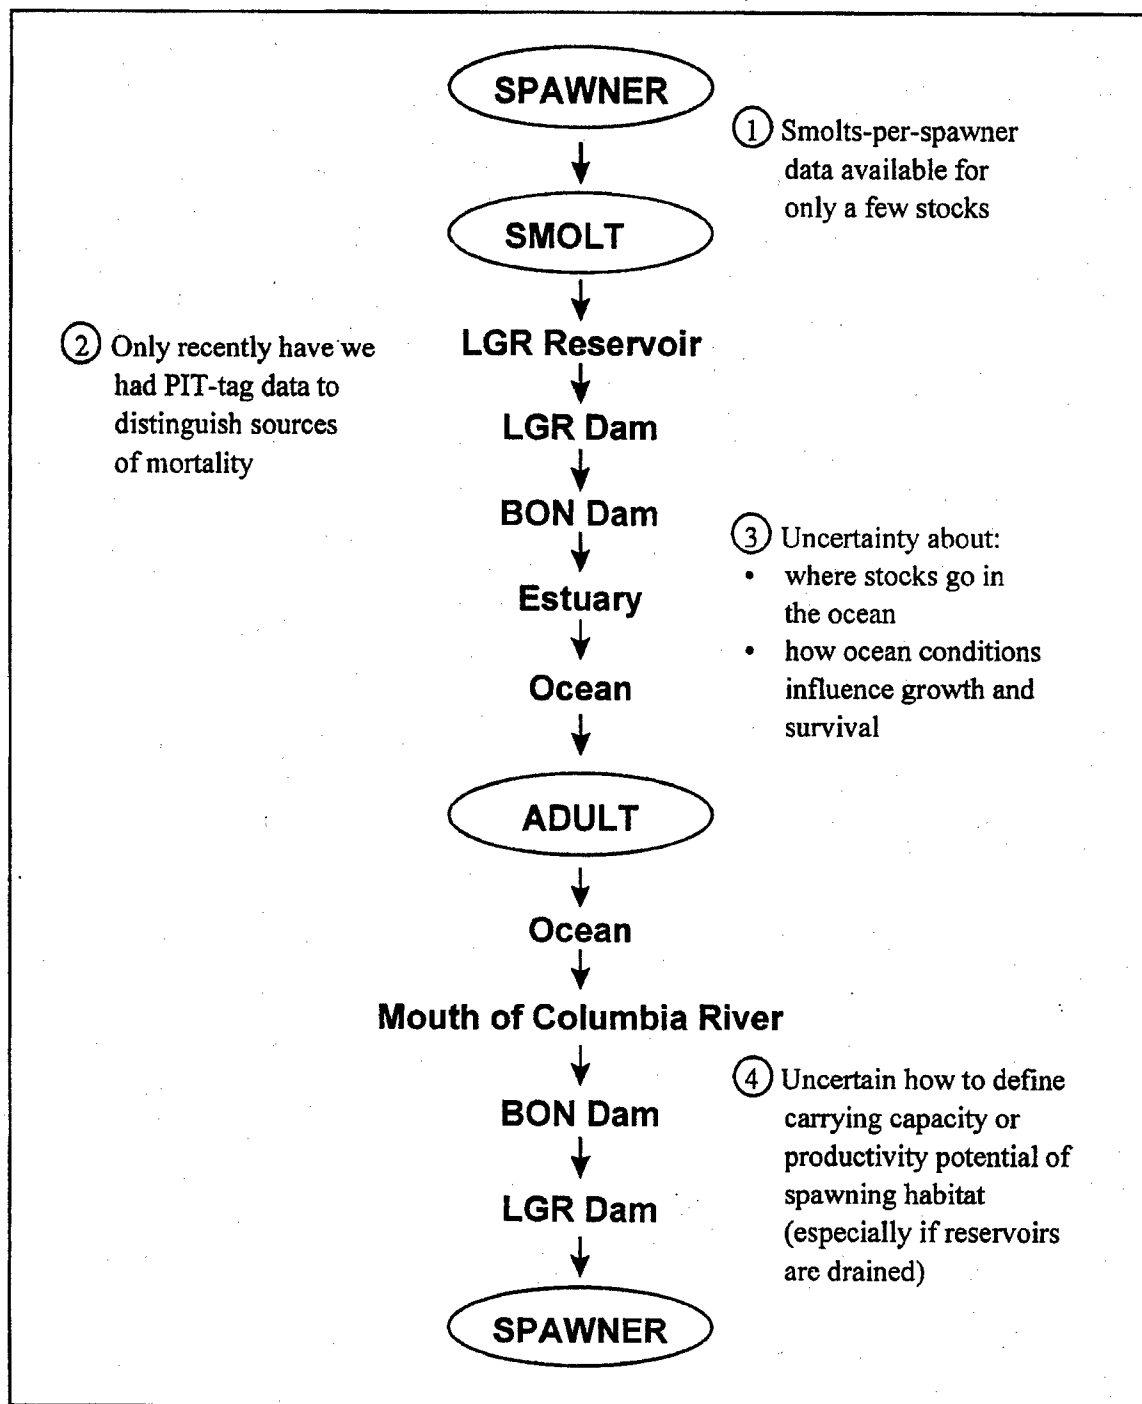 SPAWNER
① Smolts-per-spawner
data available for
only a few stocks
SMOLT
② Only recently have we
had PIT-tag data to
distinguish sources
of mortality
LGR Reservoir
LGR Dam
BON Dam
③ Uncertainty about:
• where stocks go in
the ocean
• how ocean conditions
influence growth and
survival
Estuary
Ocean
ADULT
Ocean
Mouth of Columbia River
④ Uncertain how to define
carrying capacity or
productivity potential of
spawning habitat
(especially if reservoirs
are drained)
BON Dam
LGR Dam
SPAWNER